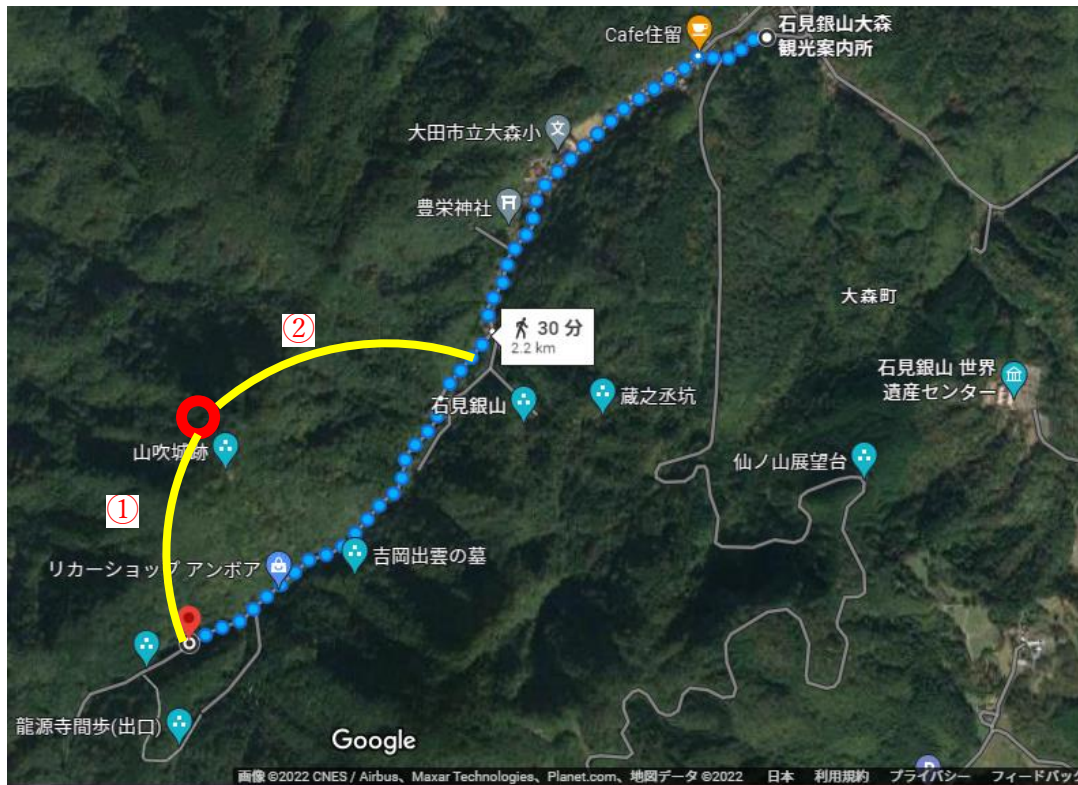 石見銀山大森
観光案内所
Cafe住留
大田市立大森小
豊栄神社
大森町
②
30 分
2.2 km
石見銀山 世界
遺産センター
石見銀山
蔵之丞坑
山吹城跡
仙ノ山展望台
①
吉岡出雲の墓
リカーショップ アンボア
龍源寺間歩(出口)
Google
画像 ©2022 CNES / Airbus、Maxar Technologies、Planet.com、地図データ ©2022 日本 利用規約 プライバシー フィードバック